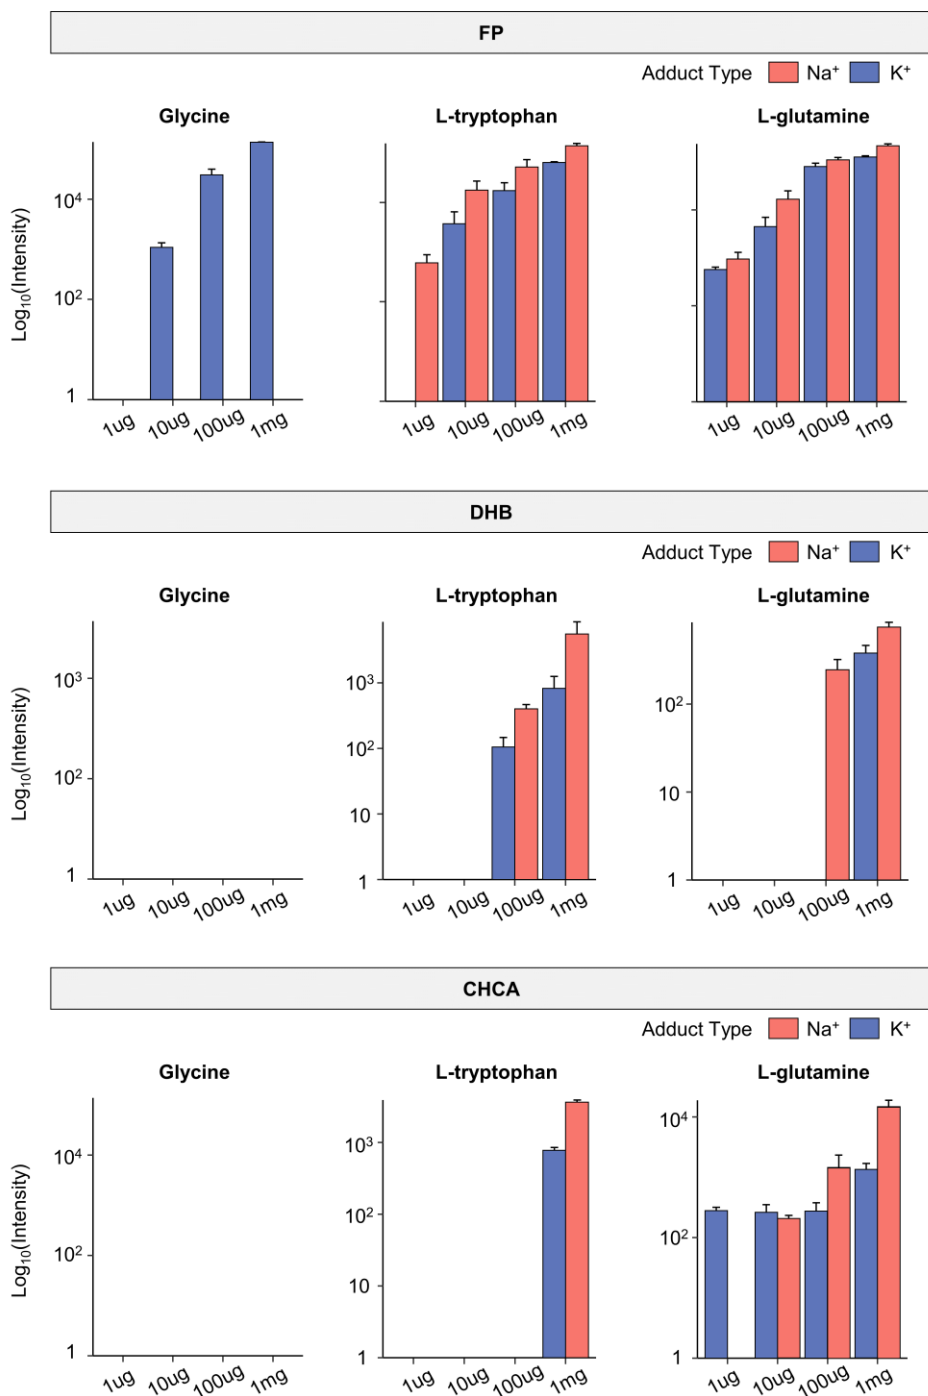 FP
Adduct Type Na⁺ K⁺
Glycine L-tryptophan L-glutamine
Log₁₀(Intensity)
10⁴
10²
1
1ug 10ug 100ug 1mg 1ug 10ug 100ug 1mg 1ug 10ug 100ug 1mg
DHB
Adduct Type Na⁺ K⁺
Glycine L-tryptophan L-glutamine
Log₁₀(Intensity)
10³ 10³ 10²
10² 10² 10
10
1 1 1
1ug 10ug 100ug 1mg 1ug 10ug 100ug 1mg 1ug 10ug 100ug 1mg
CHCA
Adduct Type Na⁺ K⁺
Glycine L-tryptophan L-glutamine
Log₁₀(Intensity)
10⁴ 10³ 10⁴
10² 10² 10²
10
1 1 1
1ug 10ug 100ug 1mg 1ug 10ug 100ug 1mg 1ug 10ug 100ug 1mg